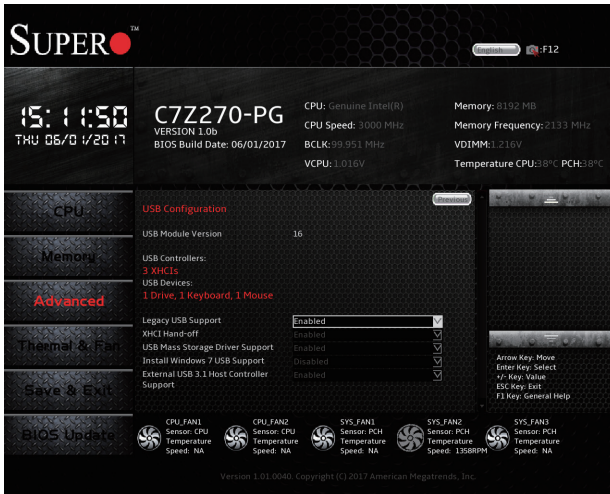 SUPER
TM
English :F12
15:11:50
THU 06/01/2017
C7Z270-PG
VERSION 1.0b
BIOS Build Date: 06/01/2017
CPU: Genuine Intel(R)
CPU Speed: 3000 MHz
BCLK:99.951 MHz
VCPU:1.016V
Memory: 8192 MB
Memory Frequency:2133 MHz
VDIMM:1.216V
Temperature CPU:38°C PCH:38°C
CPU
Memory
Advanced
Thermal & Fan
Save & Exit
BIOS Update
Previous
USB Configuration
USB Module Version 16
USB Controllers:
3 XHCIs
USB Devices:
1 Drive, 1 Keyboard, 1 Mouse
Legacy USB Support Enabled
XHCI Hand-off Enabled
USB Mass Storage Driver Support Enabled
Install Windows 7 USB Support Disabled
External USB 3.1 Host Controller Enabled
Support
Arrow Key: Move
Enter Key: Select
+/- Key: Value
ESC Key: Exit
F1 Key: General Help
CPU_FAN1
Sensor: CPU
Temperature
Speed: NA
CPU_FAN2
Sensor: CPU
Temperature
Speed: NA
SYS_FAN1
Sensor: PCH
Temperature
Speed: NA
SYS_FAN2
Sensor: PCH
Temperature
Speed: 1358RPM
SYS_FAN3
Sensor: PCH
Temperature
Speed: NA
Version 1.01.0040. Copyright (C) 2017 American Megatrends, Inc.